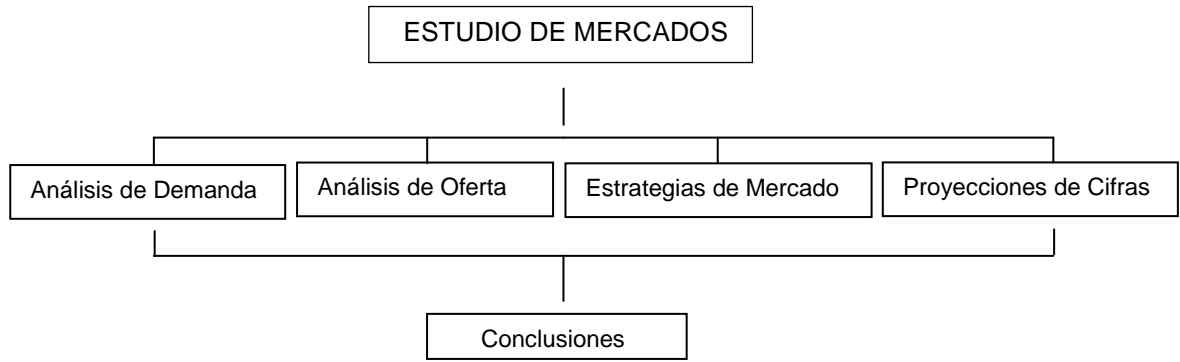 ESTUDIO DE MERCADOS
Análisis de Demanda
Análisis de Oferta
Estrategias de Mercado
Proyecciones de Cifras
Conclusiones